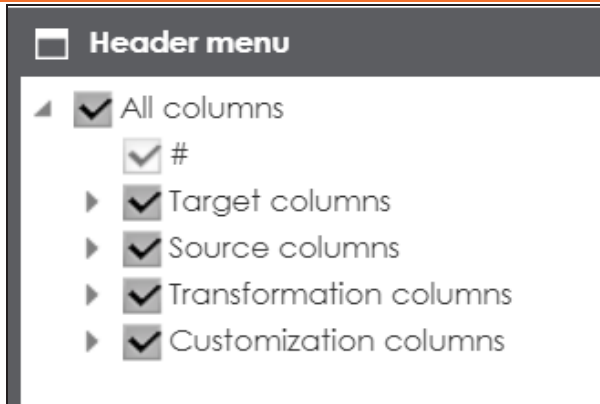 Header menu
All columns
#
Target columns
Source columns
Transformation columns
Customization columns